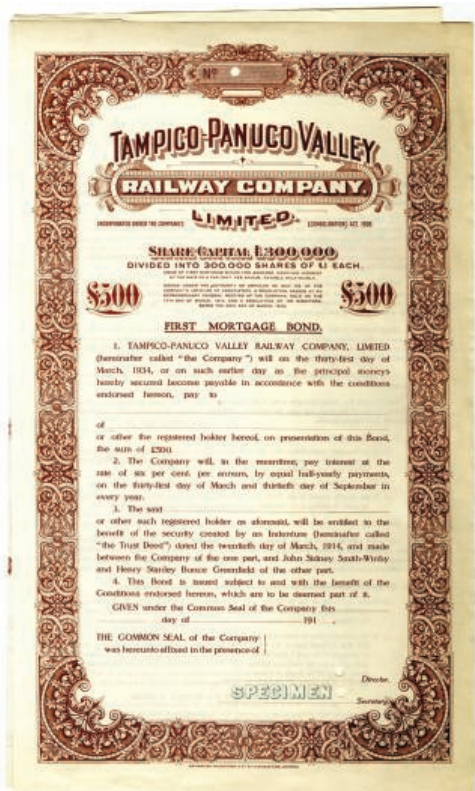 Nº
TAMPICO-PANUCO VALLEY
RAILWAY COMPANY,
LIMITED.
INCORPORATED UNDER THE COMPANIES (CONSOLIDATION) ACT, 1908
SHARE CAPITAL £300,000
DIVIDED INTO 300,000 SHARES OF £1 EACH.
£500 £500
FIRST MORTGAGE BOND.
1. TAMPICO-PANUCO VALLEY RAILWAY COMPANY, LIMITED
(hereinafter called "the Company") will on the thirty-first day of
March, 1934, or on such earlier day as the principal moneys
hereby secured become payable in accordance with the conditions
endorsed hereon, pay to
of
or other the registered holder hereof, on presentation of this Bond,
the sum of £500.
2. The Company will, in the meantime, pay interest at the
rate of six per cent. per annum, by equal half-yearly payments,
on the thirty-first day of March and thirtieth day of September in
every year.
3. The said
or other such registered holder as aforesaid, will be entitled to the
benefit of the security created by an Indenture (hereinafter called
"the Trust Deed") dated the twentieth day of March, 1914, and made
between the Company of the one part, and John Sidney Smith-Winby
and Henry Stanley Bunce Greenfield of the other part.
4. This Bond is issued subject to and with the benefit of the
Conditions endorsed hereon, which are to be deemed part of it.
GIVEN under the Common Seal of the Company this
day of 191
THE COMMON SEAL of the Company
was hereunto affixed in the presence of
Director.
SPECIMEN
Secretary.